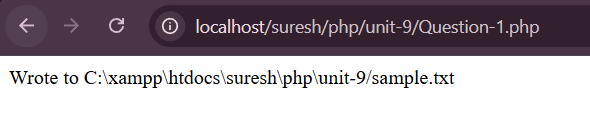 localhost/suresh/php/unit-9/Question-1.php
Wrote to C:\xampp\htdocs\suresh\php\unit-9/sample.txt